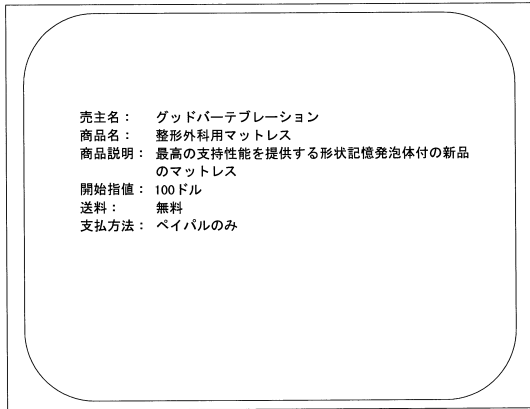 売主名： グッドバーテブレーション
商品名： 整形外科用マットレス
商品説明： 最高の支持性能を提供する形状記憶発泡体付の新品
のマットレス
開始指値： 100ドル
送料： 無料
支払方法： ペイパルのみ